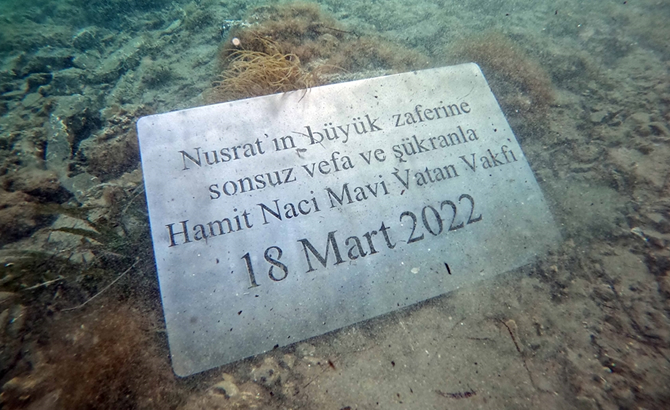 Nusrat'ın büyük zaferine
sonsuz vefa ve şükranla
Hamit Naci Mavi Vatan Vakfı
18 Mart 2022